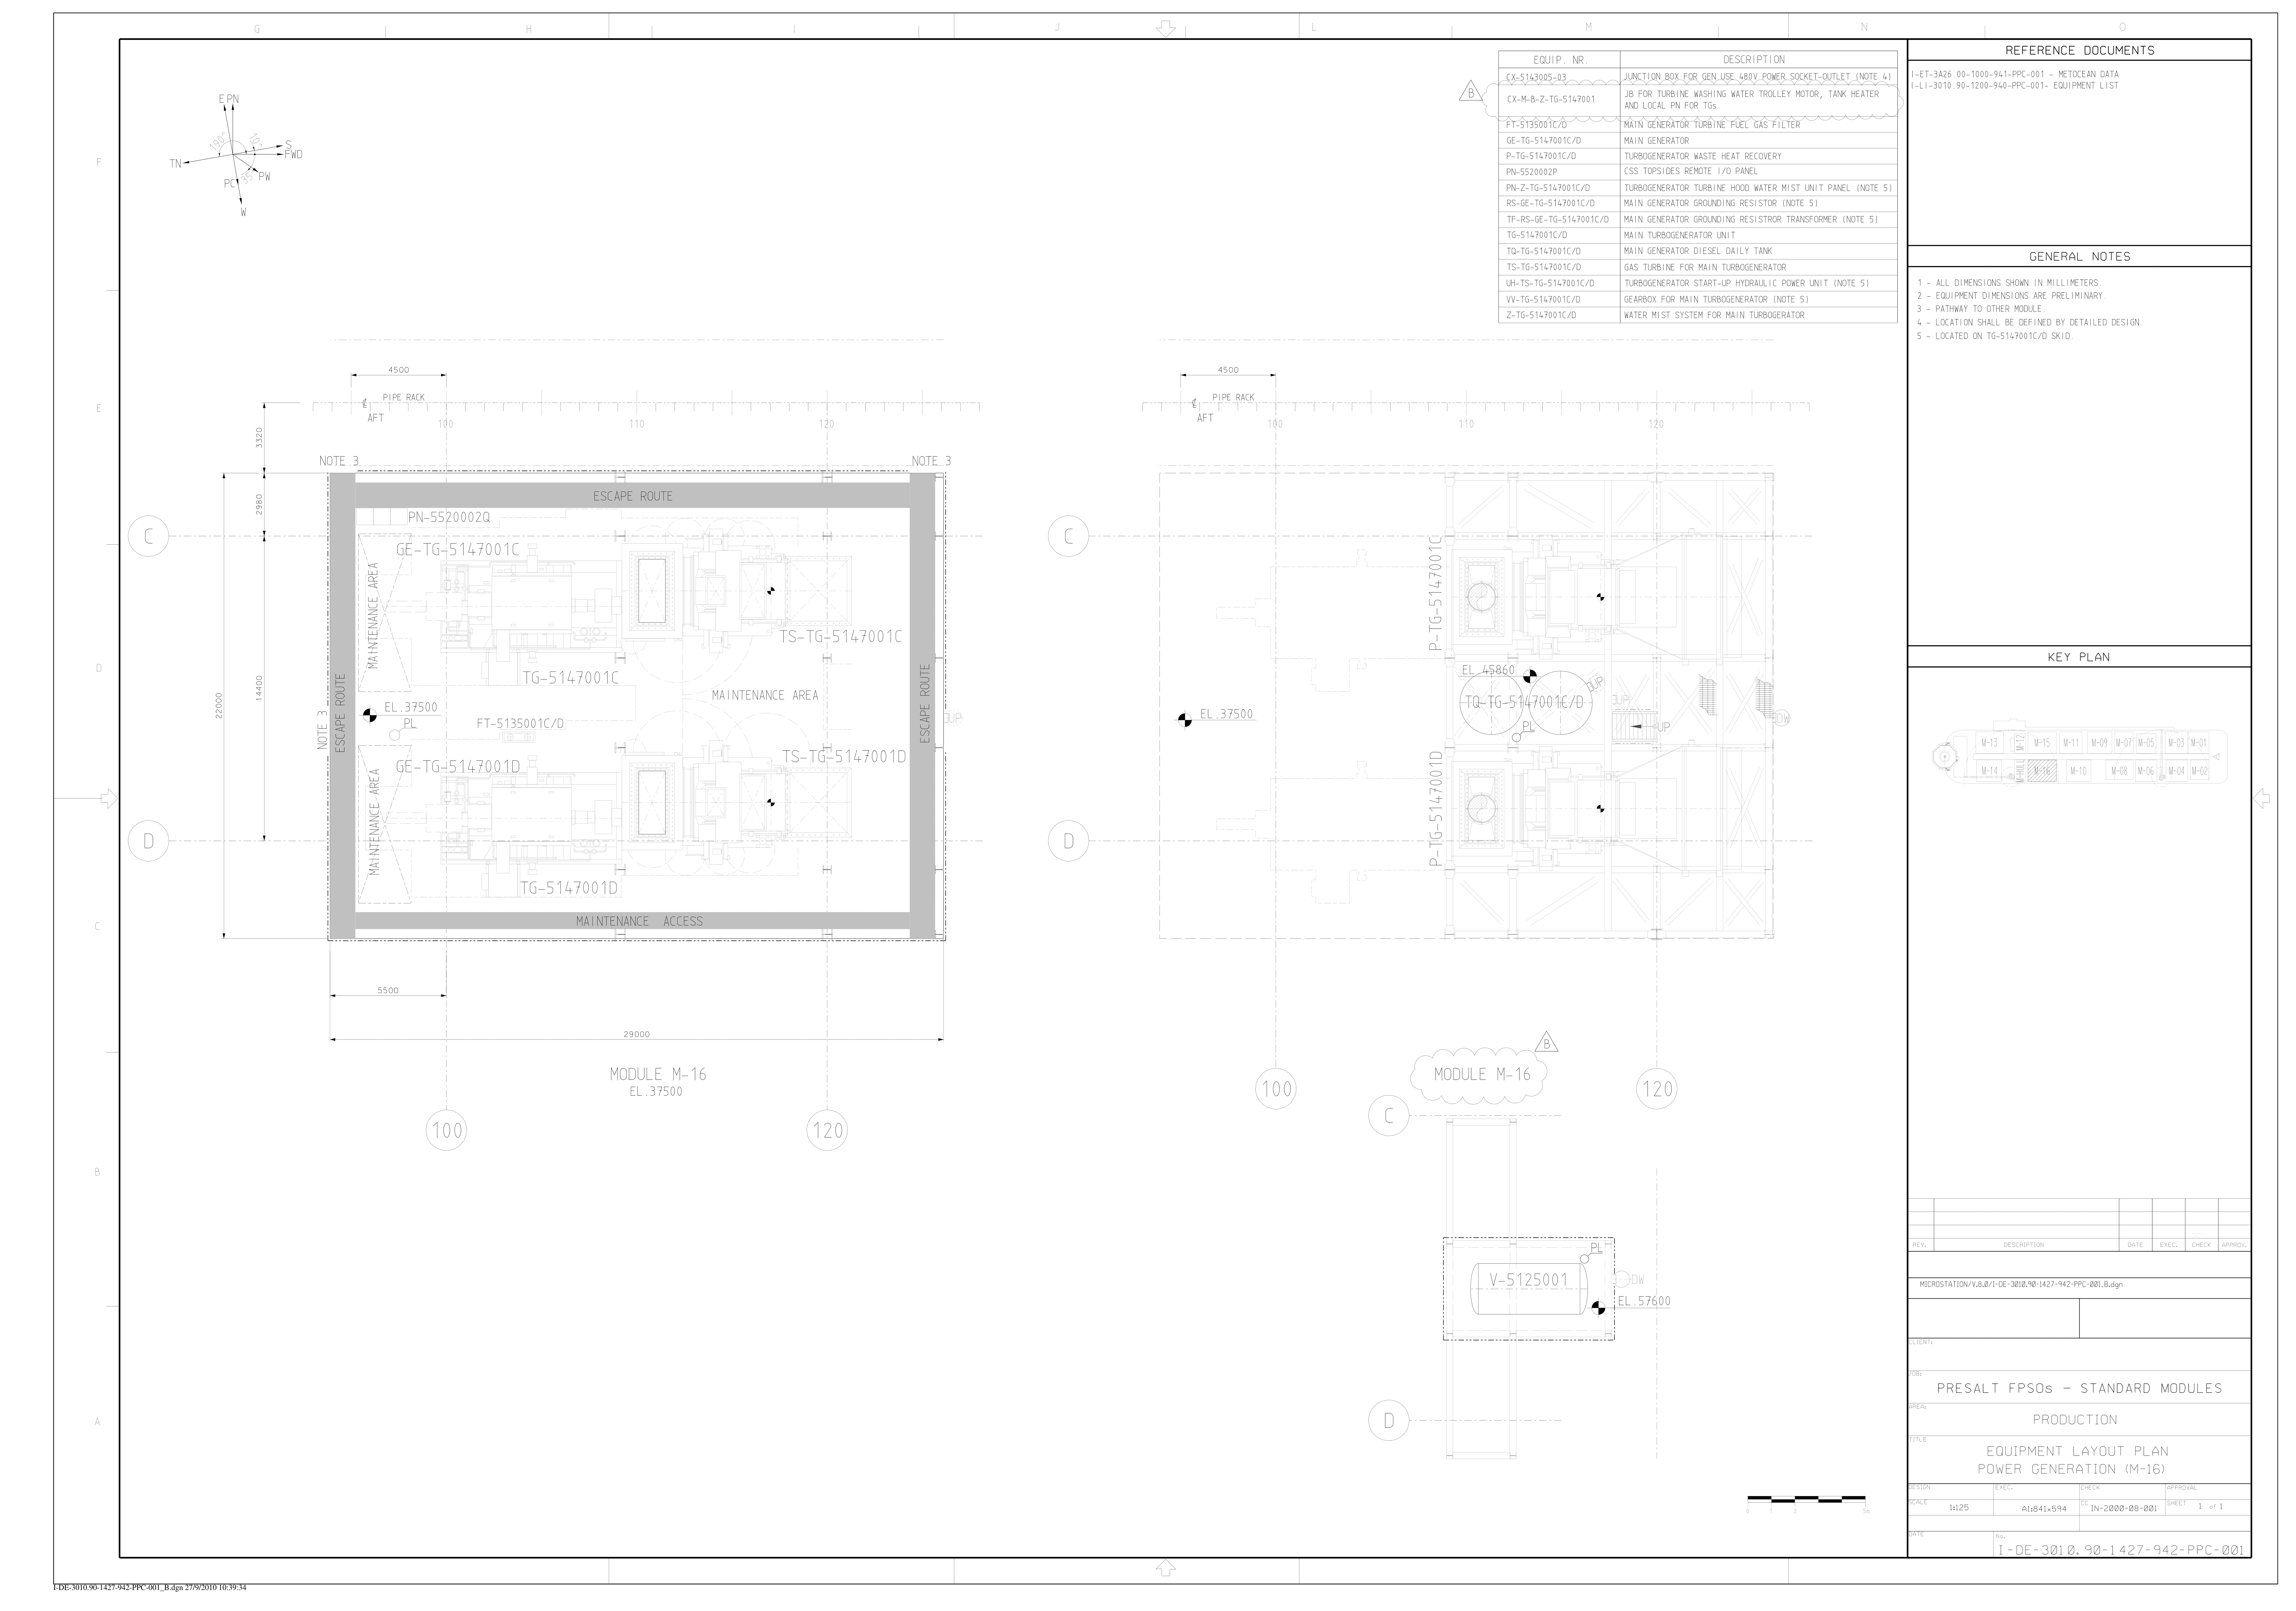 G H I J L M N O
EQUIP. NR. DESCRIPTION
CX-5143005-03 JUNCTION BOX FOR GEN.USE 480V POWER SOCKET-OUTLET (NOTE 4)
B
CX-M-B-Z-TG-5147001 JB FOR TURBINE WASHING WATER TROLLEY MOTOR, TANK HEATER
AND LOCAL PN FOR TGs.
FT-5135001C/D MAIN GENERATOR TURBINE FUEL GAS FILTER
GE-TG-5147001C/D MAIN GENERATOR
P-TG-5147001C/D TURBOGENERATOR WASTE HEAT RECOVERY
PN-5520002P CSS TOPSIDES REMOTE I/O PANEL
PN-Z-TG-5147001C/D TURBOGENERATOR TURBINE HOOD WATER MIST UNIT PANEL (NOTE 5)
RS-GE-TG-5147001C/D MAIN GENERATOR GROUNDING RESISTOR (NOTE 5)
TF-RS-GE-TG-5147001C/D MAIN GENERATOR GROUNDING RESISTROR TRANSFORMER (NOTE 5)
TG-5147001C/D MAIN TURBOGENERATOR UNIT
TQ-TG-5147001C/D MAIN GENERATOR DIESEL DAILY TANK
TS-TG-5147001C/D GAS TURBINE FOR MAIN TURBOGENERATOR
UH-TS-TG-5147001C/D TURBOGENERATOR START-UP HYDRAULIC POWER UNIT (NOTE 5)
VV-TG-5147001C/D GEARBOX FOR MAIN TURBOGENERATOR (NOTE 5)
Z-TG-5147001C/D WATER MIST SYSTEM FOR MAIN TURBOGERATOR
REFERENCE DOCUMENTS
I-ET-3A26.00-1000-941-PPC-001 - METOCEAN DATA
I-LI-3010.90-1200-940-PPC-001- EQUIPMENT LIST
GENERAL NOTES
1 - ALL DIMENSIONS SHOWN IN MILLIMETERS.
2 - EQUIPMENT DIMENSIONS ARE PRELIMINARY.
3 - PATHWAY TO OTHER MODULE.
4 - LOCATION SHALL BE DEFINED BY DETAILED DESIGN.
5 - LOCATED ON TG-5147001C/D SKID.
KEY PLAN
M-13 M-12 M-15 M-11 M-09 M-07 M-05 M-03 M-01
M-14 M-16 M-10 M-08 M-06 M-04 M-02
E PN
190° 10°
S
FWD
TN
PC
35°
PW
W
F
E
D
C
B
A
4500
PIPE RACK
AFT
100 110 120
3320
2980
14400
22000
NOTE 3
NOTE 3
ESCAPE ROUTE
PN-5520002Q
C
GE-TG-5147001C
MAINTENANCE AREA
TS-TG-5147001C
TG-5147001C
MAINTENANCE AREA
NOTE 3
ESCAPE ROUTE
ESCAPE ROUTE
EL.37500
PL
FT-5135001C/D
TS-TG-5147001D
GE-TG-5147001D
MAINTENANCE AREA
D
TG-5147001D
MAINTENANCE ACCESS
5500
29000
MODULE M-16
EL.37500
100 120
4500
PIPE RACK
AFT
100 110 120
C
P-TG-5147001C
EL.45860
TQ-TG-5147001C/D
UP
UP
UP
DW
PL
EL.37500
P-TG-5147001D
D
100 120
B
MODULE M-16
C
PL
V-5125001
DW
EL.57600
D
REV. DESCRIPTION DATE EXEC. CHECK APPROV.
MICROSTATION/V.8.0/I-DE-3010.90-1427-942-PPC-001.B.dgn
CLIENT:
JOB:
PRESALT FPSOs - STANDARD MODULES
AREA:
PRODUCTION
TITLE
EQUIPMENT LAYOUT PLAN
POWER GENERATION (M-16)
DESIGN EXEC. CHECK APPROVAL
SCALE 1:125 A1:841x594 CC IN-2000-08-001 SHEET 1 of 1
DATE No.
I-DE-3010.90-1427-942-PPC-001
I-DE-3010.90-1427-942-PPC-001_B.dgn 27/9/2010 10:39:34